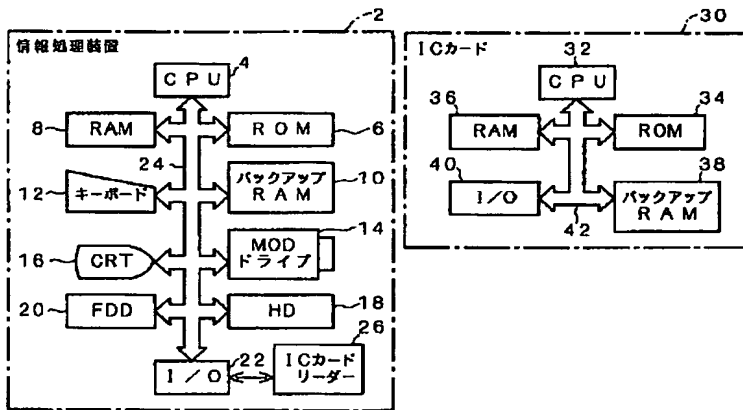 2
情報処理装置
CPU
4
8
RAM
ROM
6
24
12
キーボード
バックアップ
RAM
10
14
16
CRT
MOD
ドライブ
20
FDD
HD
18
26
I/O
22
ICカード
リーダー
30
ICカード
32
CPU
36
34
RAM
ROM
40
38
I/O
バックアップ
RAM
42